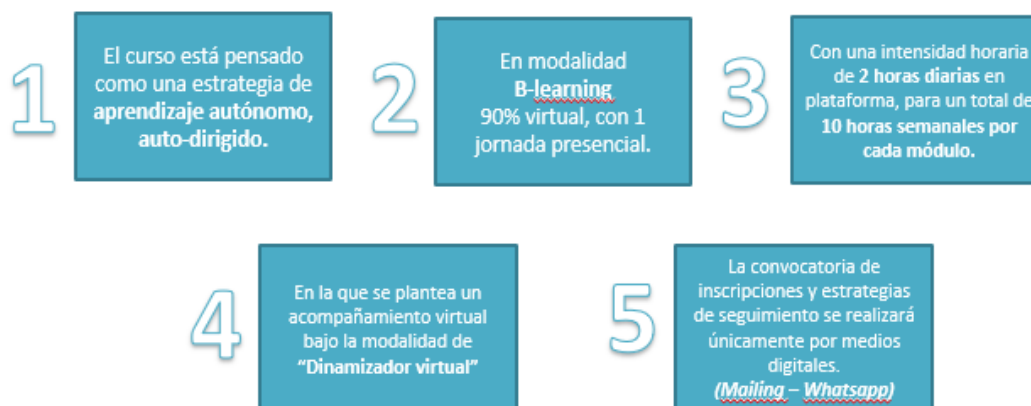 1
El curso está pensado
como una estrategia de
aprendizaje autónomo,
auto-dirigido.
2
En modalidad
B-learning
90% virtual, con 1
jornada presencial.
3
Con una intensidad horaria
de 2 horas diarias en
plataforma, para un total de
10 horas semanales por
cada módulo.
4
En la que se plantea un
acompañamiento virtual
bajo la modalidad de
“Dinamizador virtual”
5
La convocatoria de
inscripciones y estrategias
de seguimiento se realizará
únicamente por medios
digitales.
(Mailing – Whatsapp)